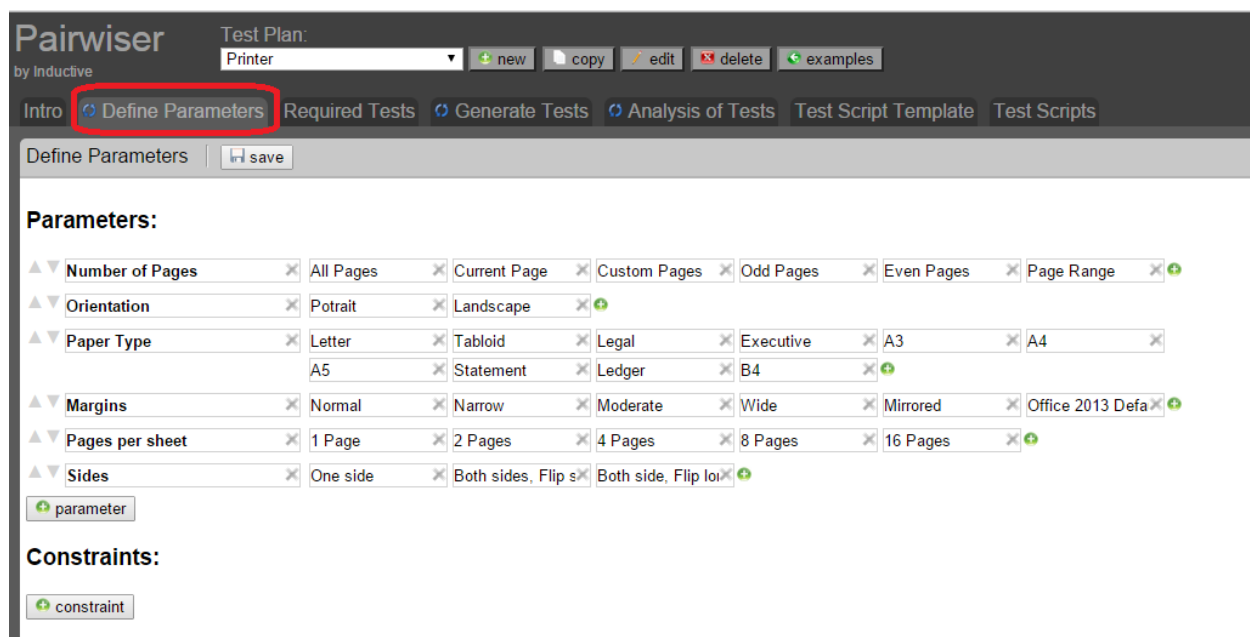 Pairwiser
by Inductive
Test Plan:
Printer new copy edit delete examples
Intro Define Parameters Required Tests Generate Tests Analysis of Tests Test Script Template Test Scripts
Define Parameters save
Parameters:
Number of Pages All Pages Current Page Custom Pages Odd Pages Even Pages Page Range
Orientation Potrait Landscape
Paper Type Letter Tabloid Legal Executive A3 A4
A5 Statement Ledger B4
Margins Normal Narrow Moderate Wide Mirrored Office 2013 Defa
Pages per sheet 1 Page 2 Pages 4 Pages 8 Pages 16 Pages
Sides One side Both sides, Flip s Both side, Flip lo
parameter
Constraints:
constraint